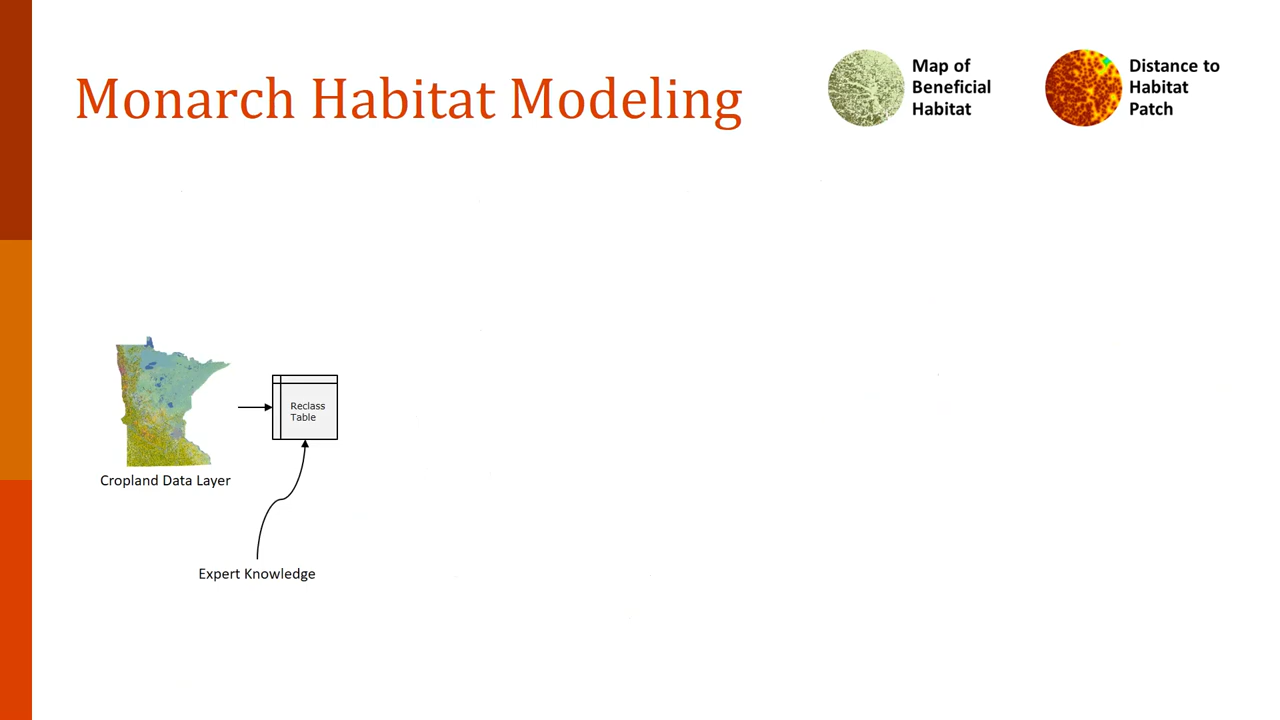 Monarch Habitat Modeling
Map of
Beneficial
Habitat
Distance to
Habitat
Patch
Reclass
Table
Cropland Data Layer
Expert Knowledge